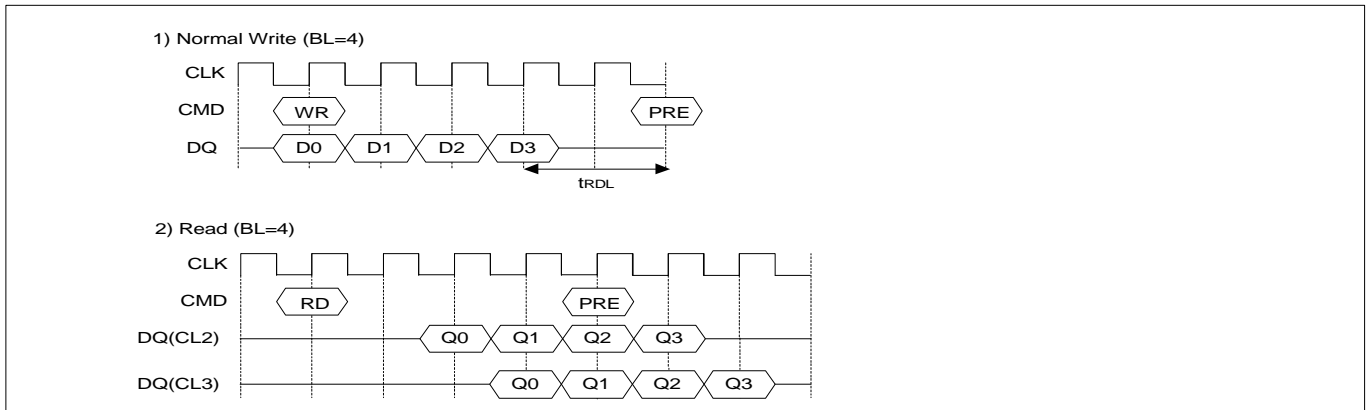 1) Normal Write (BL=4)
CLK
CMD WR PRE
DQ D0 D1 D2 D3
tRDL
2) Read (BL=4)
CLK
CMD RD PRE
DQ(CL2) Q0 Q1 Q2 Q3
DQ(CL3) Q0 Q1 Q2 Q3